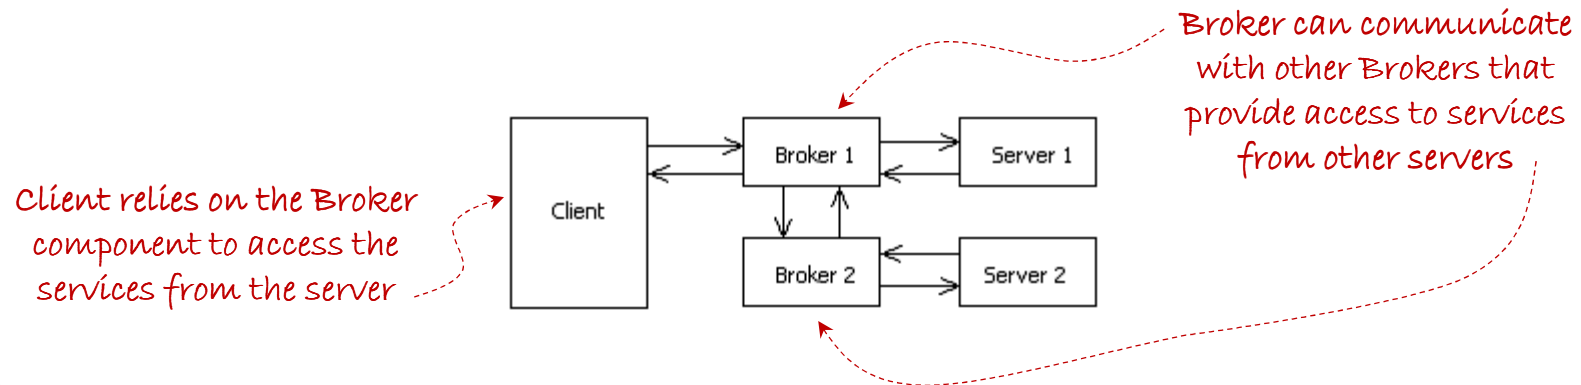 Broker can communicate
with other Brokers that
provide access to services
from other servers
Client relies on the Broker
component to access the
services from the server
Client
Broker 1
Server 1
Broker 2
Server 2